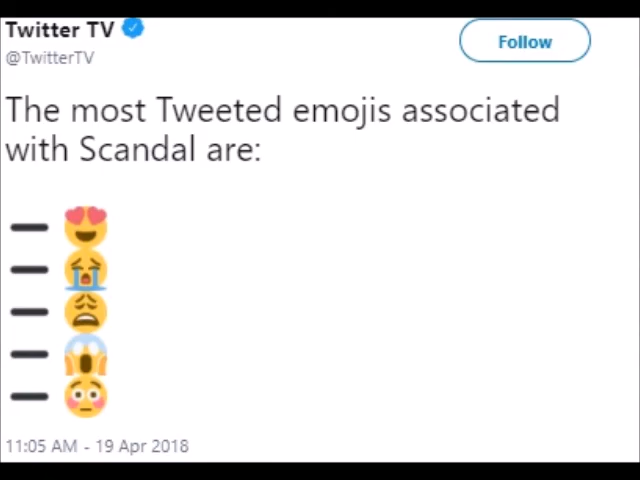 Twitter TV
Follow
@TwitterTV
The most Tweeted emojis associated
with Scandal are:
➖ 😍
➖ 😭
➖ 😩
➖ 😱
➖ 😳
11:05 AM - 19 Apr 2018